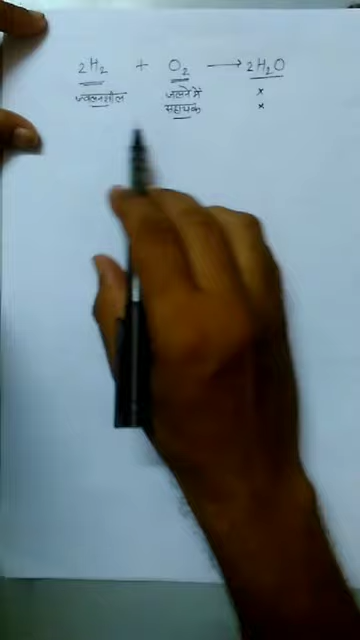 2H₂ + O₂ → 2H₂O
ज्वलनशील जलने में ×
सहायक ×